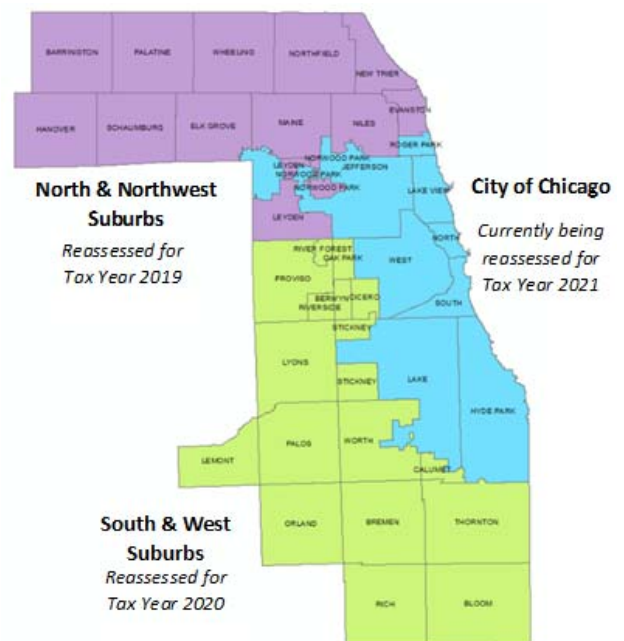 BARRINGTON
PALATINE
WHEELING
NORTHFIELD
NEW TRIER
HANOVER
SCHAUMBURG
ELK GROVE
MAINE
NILES
EVANSTON
ROGER PARK
LEYDEN
NORWOOD PARK
JEFFERSON
NORWOOD PARK
NORWOOD PARK
LAKE VIEW
LEYDEN
North & Northwest
Suburbs
Reassessed for
Tax Year 2019
City of Chicago
Currently being
reassessed for
Tax Year 2021
NORTH
RIVER FOREST
OAK PARK
WEST
PROVISO
BERWYN
CICERO
RIVERSIDE
SOUTH
STICKNEY
LYONS
STICKNEY
LAKE
HYDE PARK
LEMONT
PALOS
WORTH
CALUMET
ORLAND
BREMEN
THORNTON
South & West
Suburbs
Reassessed for
Tax Year 2020
RICH
BLOOM